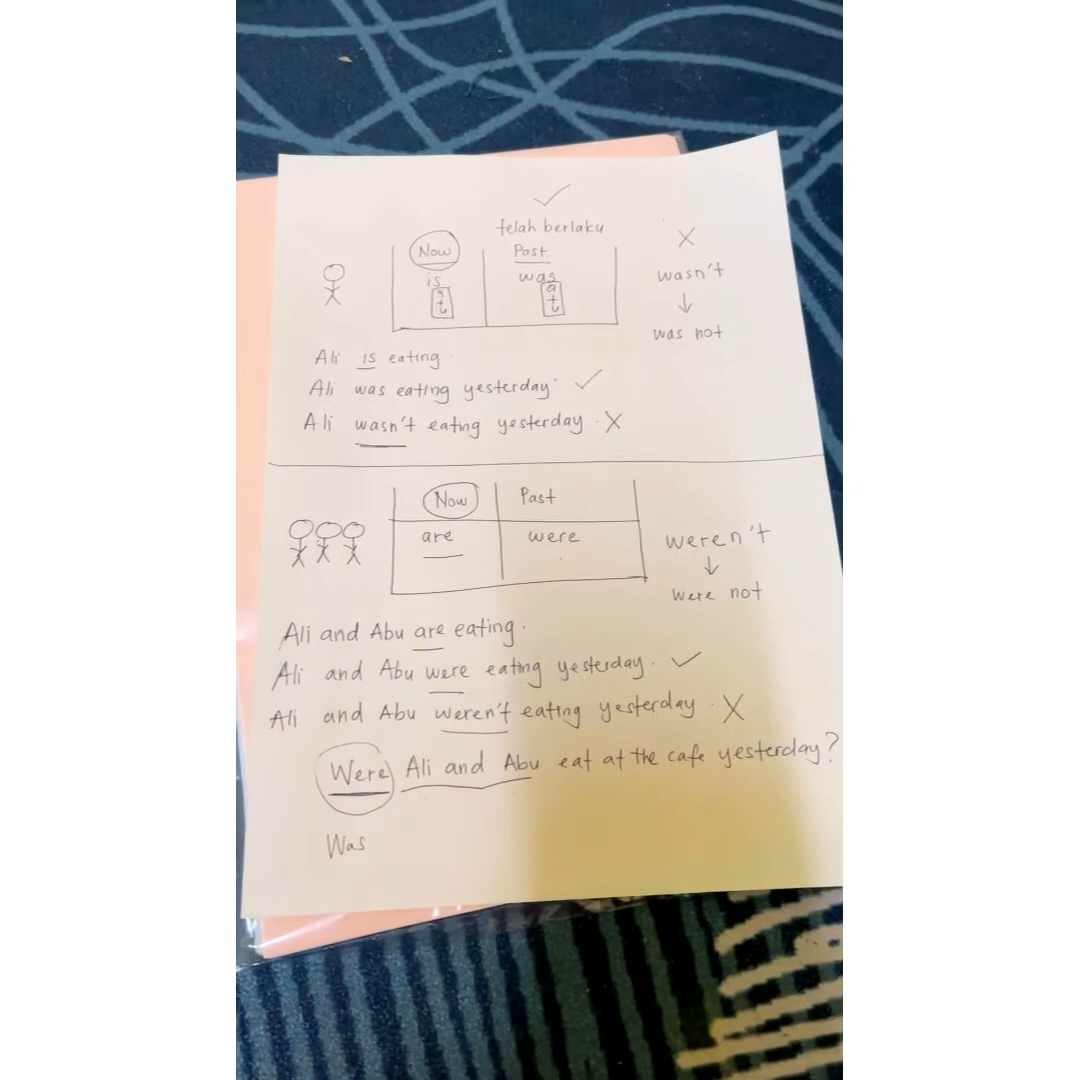 telah berlaku
Now Past
is was
atu atu
wasn't
was not
Ali is eating.
Ali was eating yesterday.
Ali wasn't eating yesterday.
Now Past
are were
weren't
were not
Ali and Abu are eating.
Ali and Abu were eating yesterday.
Ali and Abu weren't eating yesterday.
Were Ali and Abu eat at the cafe yesterday?
Was